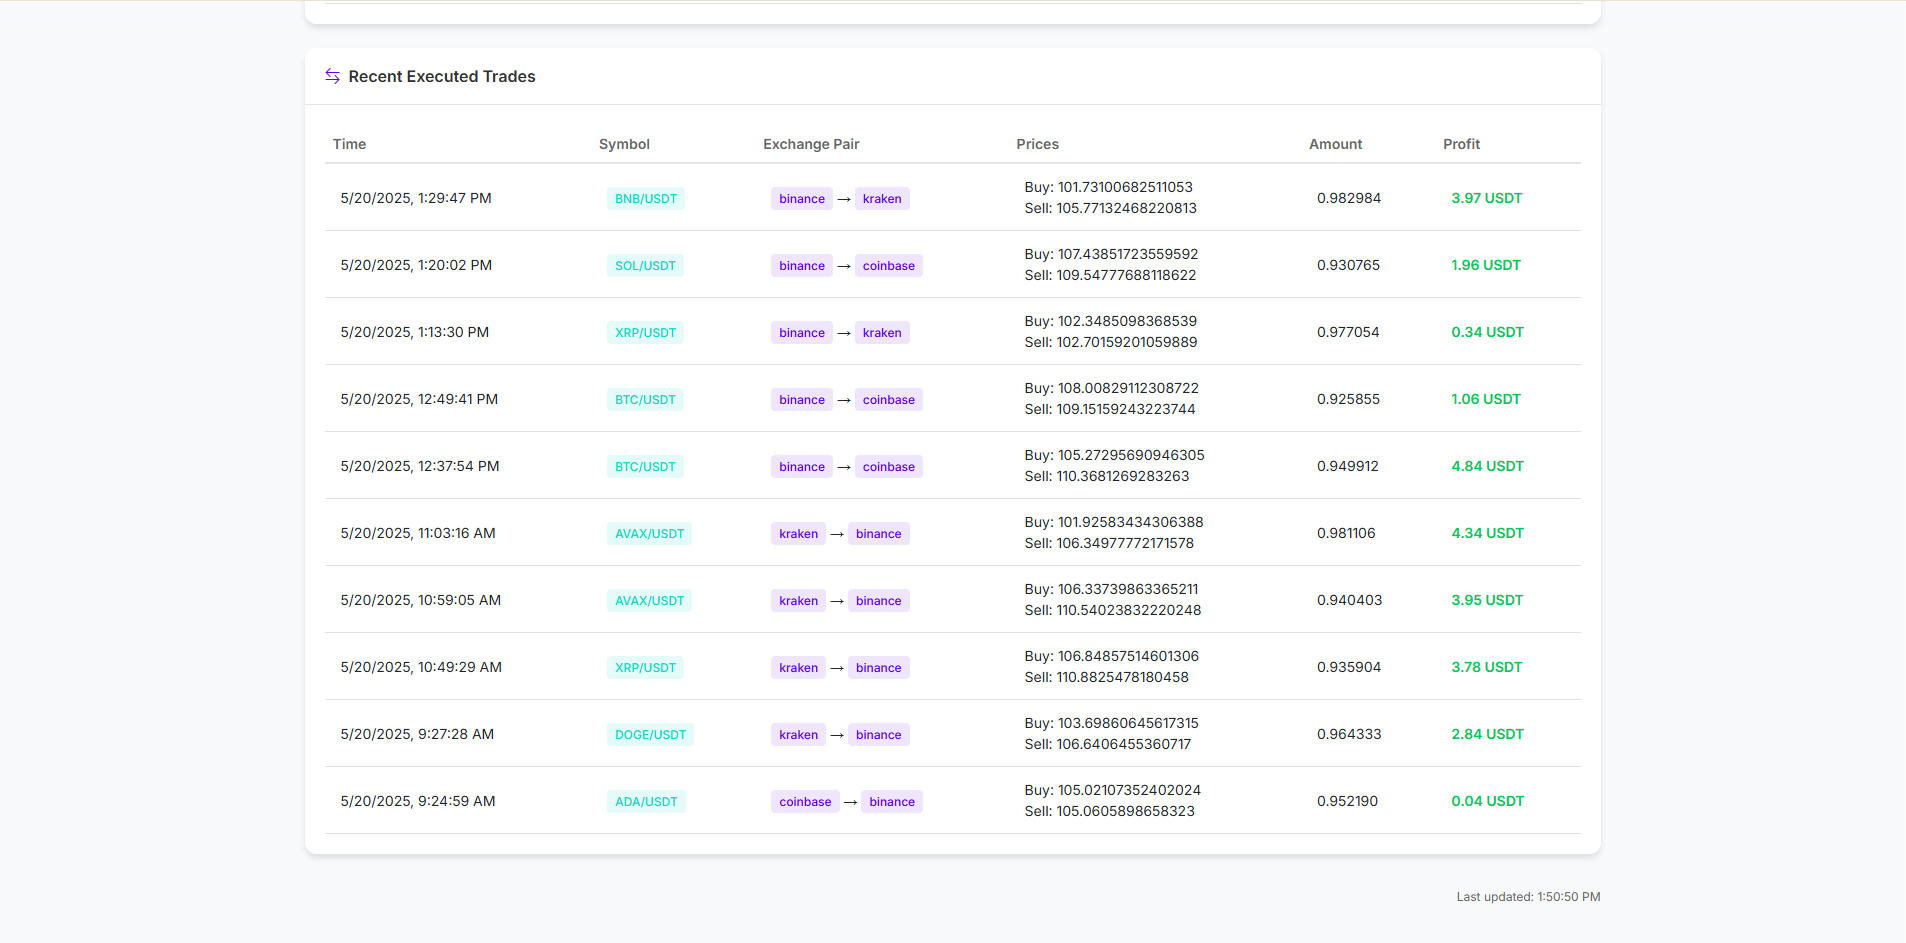 Recent Executed Trades
Time Symbol Exchange Pair Prices Amount Profit
5/20/2025, 1:29:47 PM BNB/USDT binance → kraken Buy: 101.73100682511053 0.982984 3.97 USDT
Sell: 105.77132468220813
5/20/2025, 1:20:02 PM SOL/USDT binance → coinbase Buy: 107.43851723559592 0.930765 1.96 USDT
Sell: 109.54777688118622
5/20/2025, 1:13:30 PM XRP/USDT binance → kraken Buy: 102.3485098368539 0.977054 0.34 USDT
Sell: 102.70159201059889
5/20/2025, 12:49:41 PM BTC/USDT binance → coinbase Buy: 108.00829112308722 0.925855 1.06 USDT
Sell: 109.15159243223744
5/20/2025, 12:37:54 PM BTC/USDT binance → coinbase Buy: 105.27295690946305 0.949912 4.84 USDT
Sell: 110.3681269283263
5/20/2025, 11:03:16 AM AVAX/USDT kraken → binance Buy: 101.92583434306388 0.981106 4.34 USDT
Sell: 106.34977772171578
5/20/2025, 10:59:05 AM AVAX/USDT kraken → binance Buy: 106.33739863365211 0.940403 3.95 USDT
Sell: 110.54023832220248
5/20/2025, 10:49:29 AM XRP/USDT kraken → binance Buy: 106.84857514601306 0.935904 3.78 USDT
Sell: 110.8825478180458
5/20/2025, 9:27:28 AM DOGE/USDT kraken → binance Buy: 103.69860645617315 0.964333 2.84 USDT
Sell: 106.6406455360717
5/20/2025, 9:24:59 AM ADA/USDT coinbase → binance Buy: 105.02107352402024 0.952190 0.04 USDT
Sell: 105.0605898658323
Last updated: 1:50:50 PM